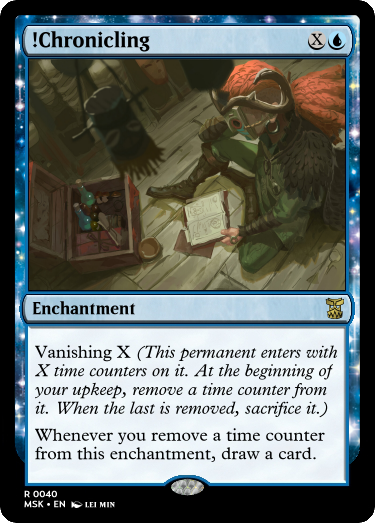 !Chronicling
X
Enchantment
Vanishing X (This permanent enters with
X time counters on it. At the beginning of
your upkeep, remove a time counter from
it. When the last is removed, sacrifice it.)
Whenever you remove a time counter
from this enchantment, draw a card.
R 0040
MSK • EN LEI MIN